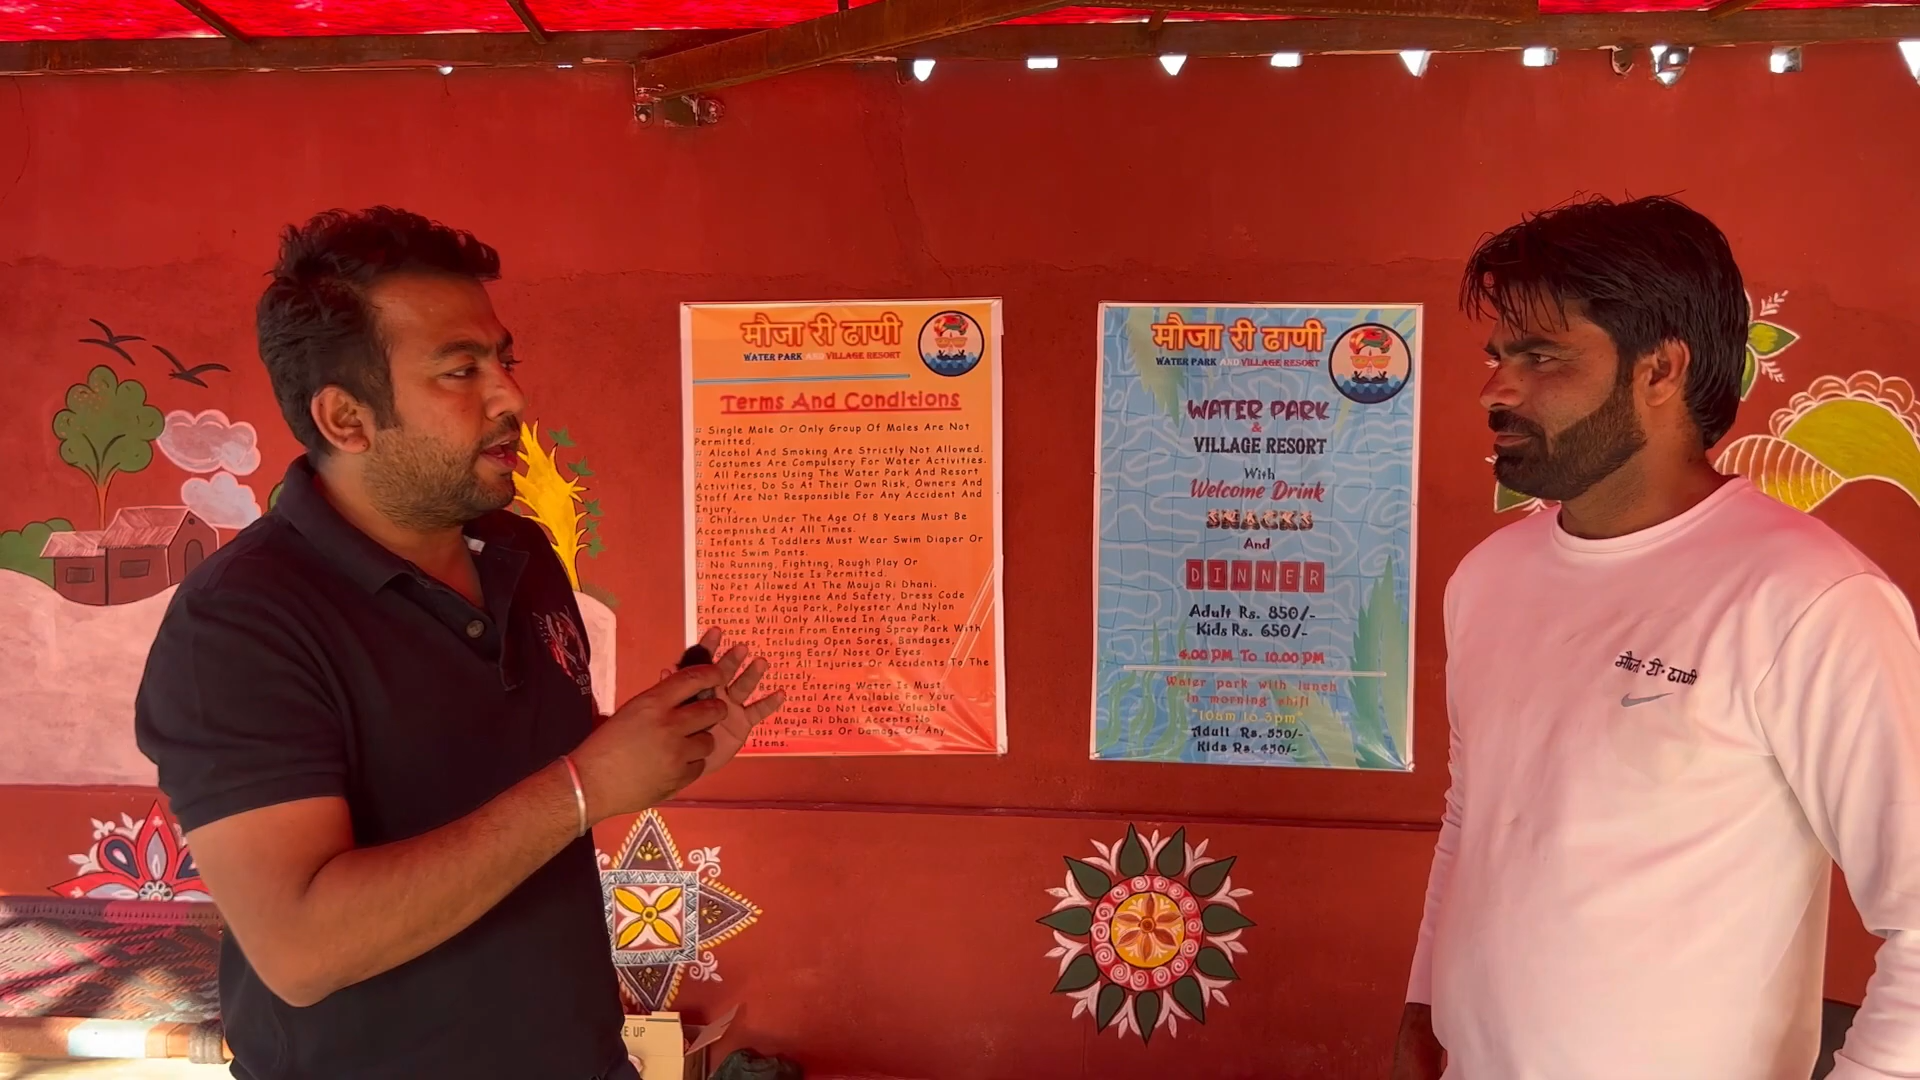 मौजा री ढाणी
WATER PARK AND VILLAGE RESORT
Terms And Conditions
Single Male Or Only Group Of Males Are Not
Permitted.
Alcohol And Smoking Are Strictly Not Allowed.
Costumes Are Compulsory For Water Activities.
All Persons Using The Water Park And Resort
Activities, Do So At Their Own Risk, Owners And
Staff Are Not Responsible For Any Accident And
Injury.
Children Under The Age Of 8 Years Must Be
Accompnished At All Times.
Infants & Toddlers Must Wear Swim Diaper Or
Elastic Swim Pants.
No Running, Fighting, Rough Play Or
Unnecessary Noise Is Permitted.
No Pet Allowed At The Mouja Ri Dhani.
To Provide Hygiene And Safety, Dress Code
Enforced In Aqua Park, Polyester And Nylon
Costumes Will Only Allowed In Aqua Park.
Refrain From Entering Spray Park With
Including Open Sores, Bandages,
Ears/ Nose Or Eyes
All Injuries Or Accidents To The
Before Entering Water Is Must.
Rental Are Available For Your
Please Do Not Leave Valuable
Mouja Ri Dhani Accepts No
For Loss Or Damage Of Any
Items.
मौजा री ढाणी
WATER PARK AND VILLAGE RESORT
WATER PARK
&
VILLAGE RESORT
With
Welcome Drink
SNACKS
And
DINNER
Adult Rs. 850/-
Kids Rs. 650/-
4.00 PM To 10.00 PM
Water park with lunch
In morning shift
"10am to 3pm"
Adult Rs. 550/-
Kids Rs. 450/-
मौजा री ढाणी
E UP